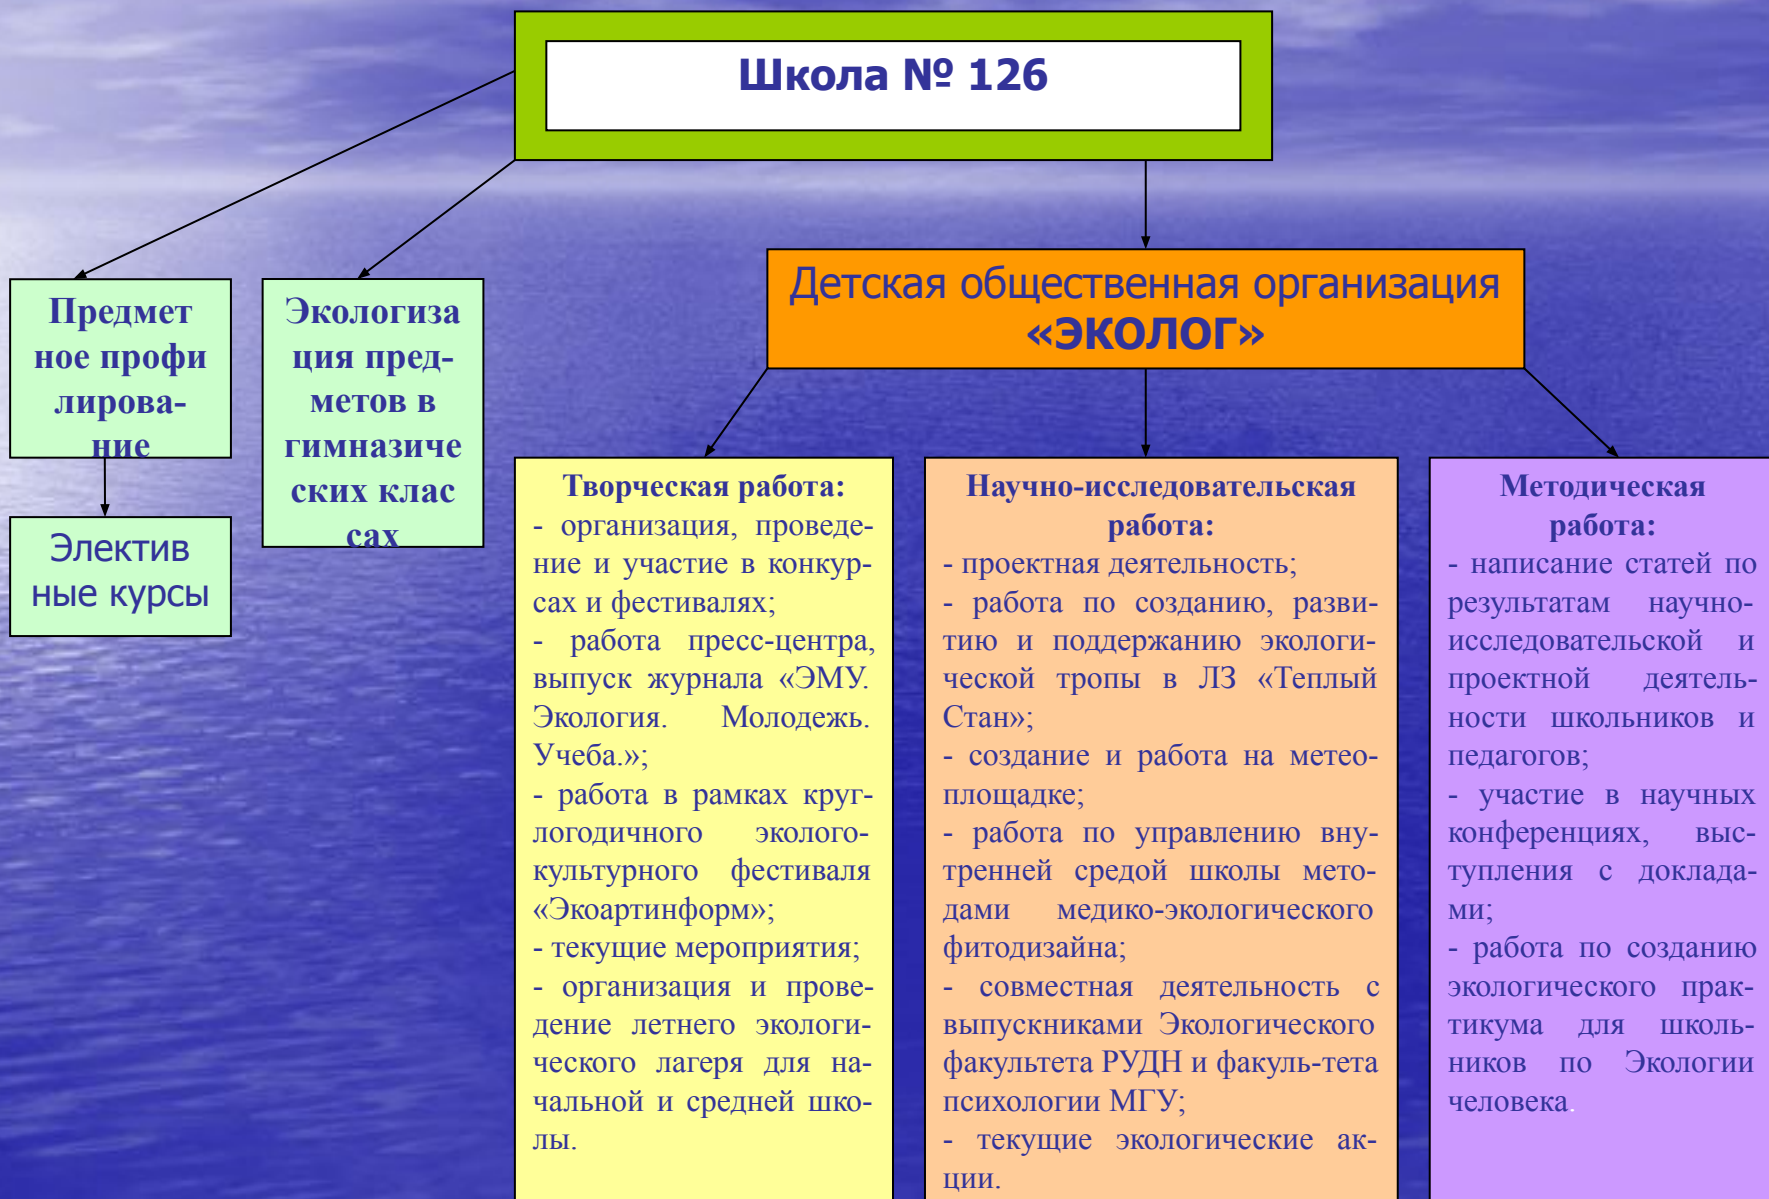 Школа № 126
Предмет
ное профи
лирова-
ние
Электив
ные курсы
Экологиза
ция пред-
метов в
гимназиче
ских клас
сах
Детская общественная организация
«ЭКОЛОГ»
Творческая работа:
- организация, проведе-
ние и участие в конкур-
сах и фестивалях;
- работа пресс-центра,
выпуск журнала «ЭМУ.
Экология. Молодежь.
Учеба.»;
- работа в рамках круг-
логодичного эколого-
культурного фестиваля
«Экоартинформ»;
- текущие мероприятия;
- организация и прове-
дение летнего экологи-
ческого лагеря для на-
чальной и средней шко-
лы.
Научно-исследовательская
работа:
- проектная деятельность;
- работа по созданию, разви-
тию и поддержанию экологи-
ческой тропы в ЛЗ «Теплый
Стан»;
- создание и работа на метео-
площадке;
- работа по управлению вну-
тренней средой школы мето-
дами медико-экологического
фитодизайна;
- совместная деятельность с
выпускниками Экологического
факультета РУДН и факуль-тета
психологии МГУ;
- текущие экологические ак-
ции.
Методическая
работа:
- написание статей по
результатам научно-
исследовательской и
проектной деятель-
ности школьников и
педагогов;
- участие в научных
конференциях, выс-
тупления с доклада-
ми;
- работа по созданию
экологического прак-
тикума для школь-
ников по Экологии
человека.